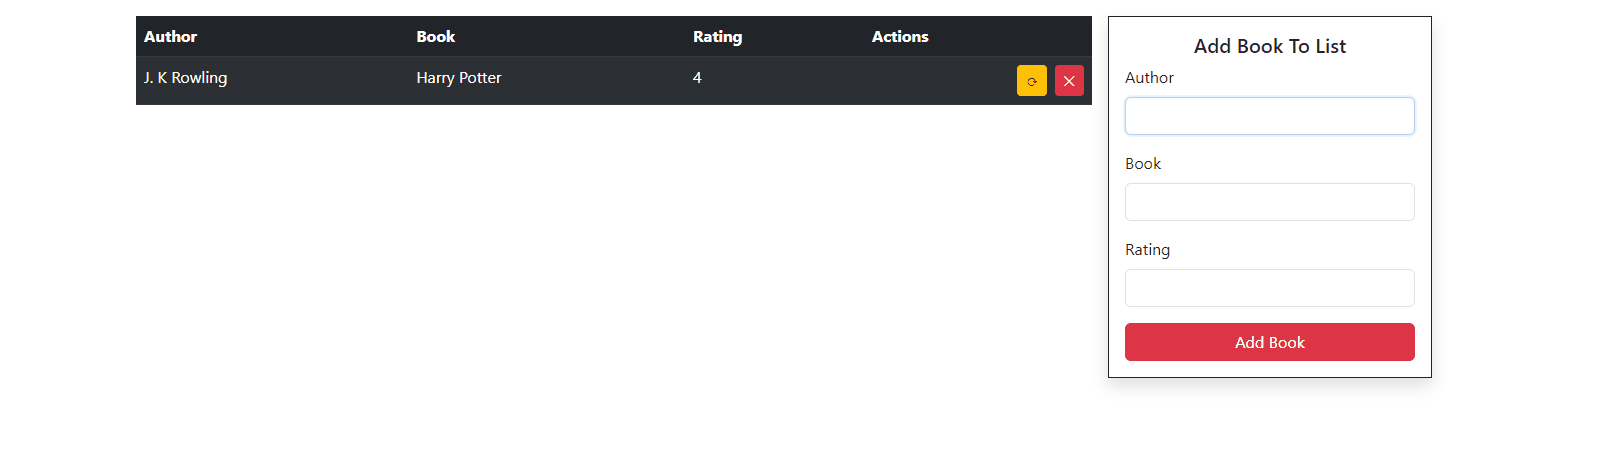 Author Book Rating Actions
J. K Rowling Harry Potter 4
Add Book To List
Author
Book
Rating
Add Book